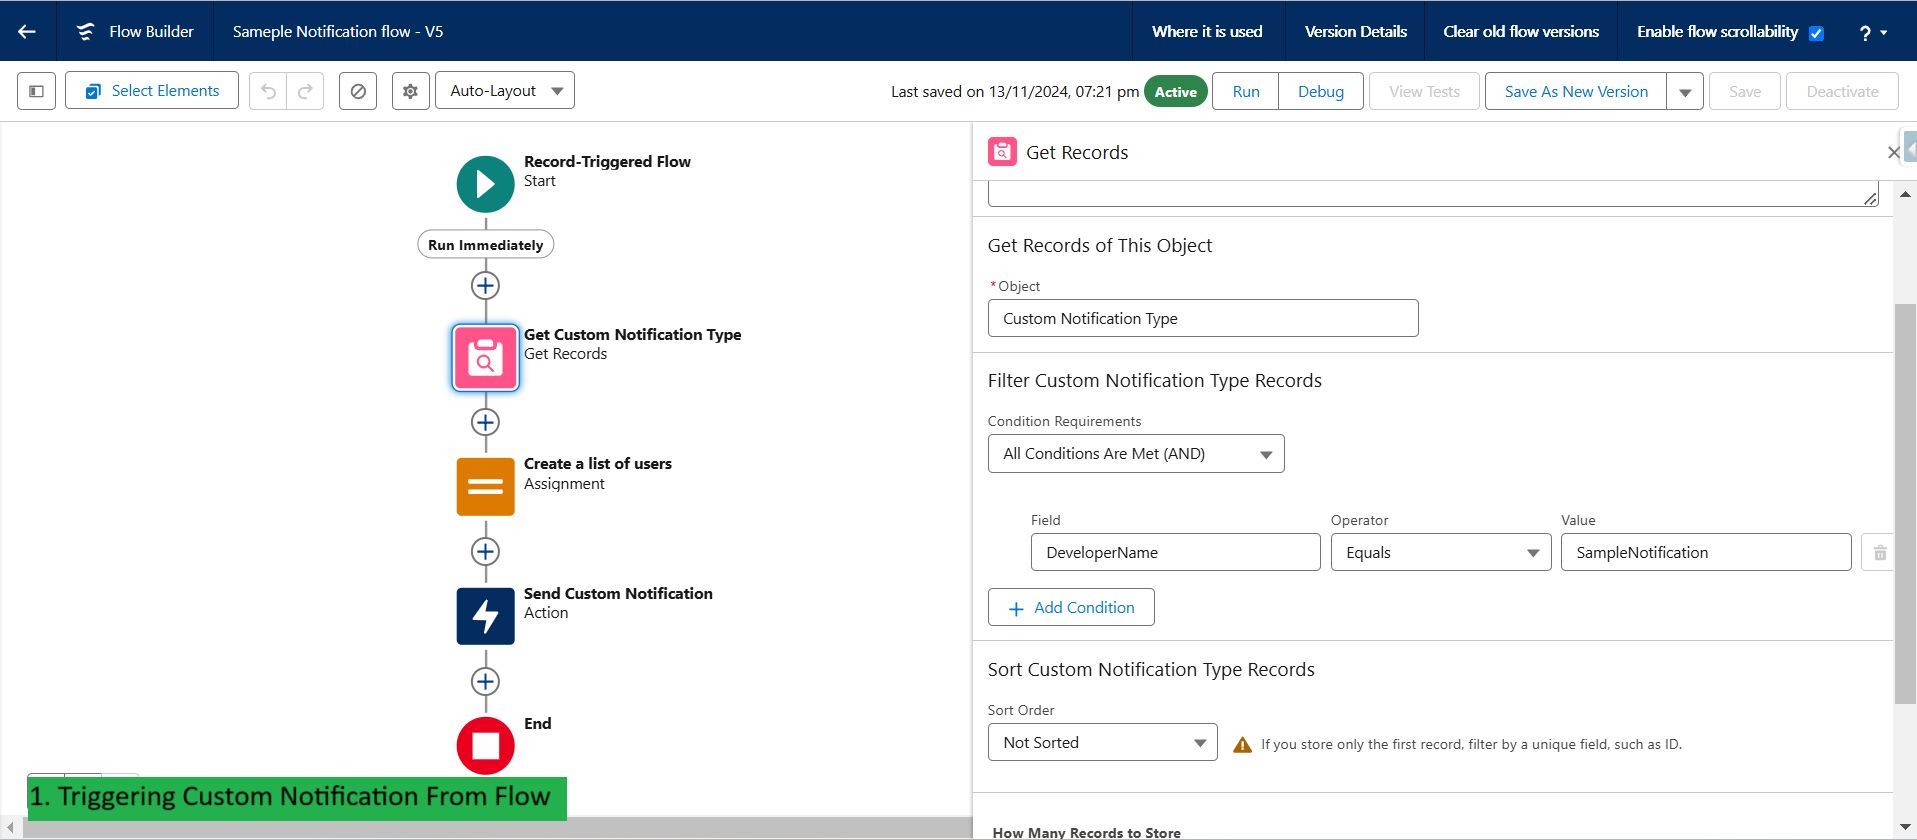 Flow Builder
Sameple Notification flow - V5
Where it is used
Version Details
Clear old flow versions
Enable flow scrollability
?
Select Elements
Auto-Layout
Last saved on 13/11/2024, 07:21 pm
Active
Run
Debug
View Tests
Save As New Version
Save
Deactivate
Record-Triggered Flow
Start
Run Immediately
Get Custom Notification Type
Get Records
Create a list of users
Assignment
Send Custom Notification
Action
End
1. Triggering Custom Notification From Flow
Get Records
Get Records of This Object
*Object
Custom Notification Type
Filter Custom Notification Type Records
Condition Requirements
All Conditions Are Met (AND)
Field
Operator
Value
DeveloperName
Equals
SampleNotification
+ Add Condition
Sort Custom Notification Type Records
Sort Order
Not Sorted
If you store only the first record, filter by a unique field, such as ID.
How Many Records to Store